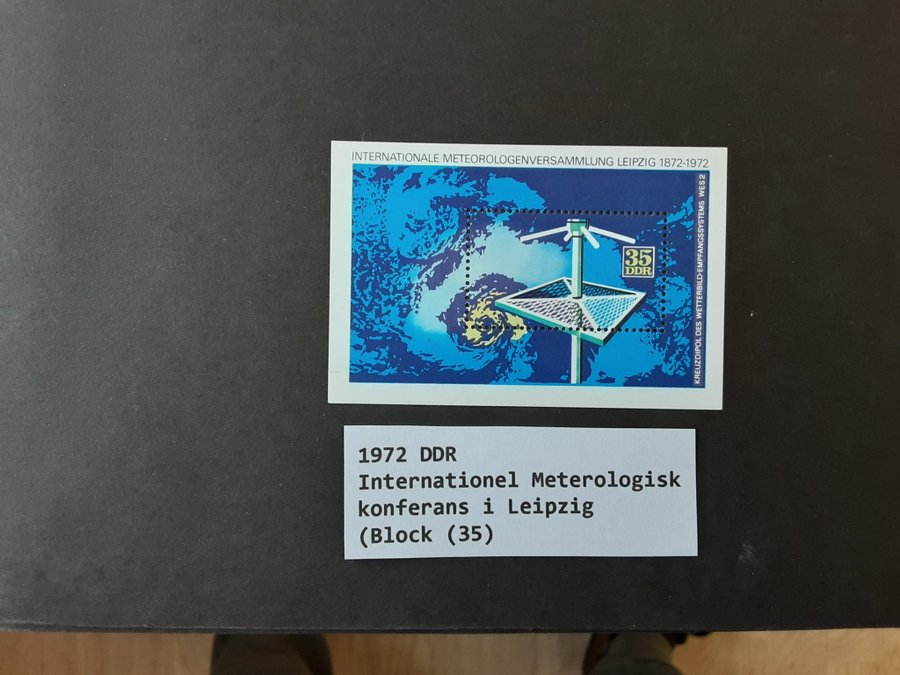 INTERNATIONALE METEOROLOGENVERSAMMLUNG LEIPZIG 1872-1972
35
DDR
KREUZDIPOL DES WETTERBILD-EMPFANGSSYSTEMS WES 2
1972 DDR
Internationel Meterologisk
konferans i Leipzig
(Block (35)